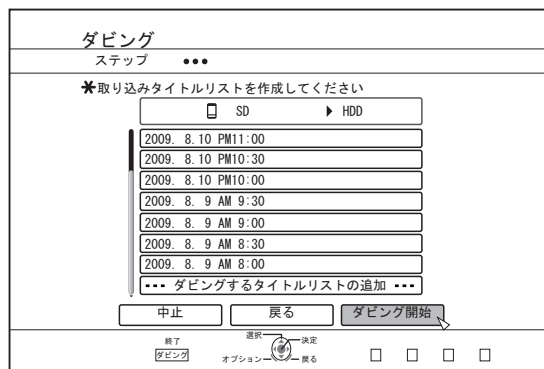 ダビング
ステップ ●●●
✱取り込みタイトルリストを作成してください
SD ▶ HDD
2009. 8.10 PM11:00
2009. 8.10 PM10:30
2009. 8.10 PM10:00
2009. 8. 9 AM 9:30
2009. 8. 9 AM 9:00
2009. 8. 9 AM 8:30
2009. 8. 9 AM 8:00
--- ダビングするタイトルリストの追加 ---
中止 戻る ダビング開始
終了 選択 決定
ダビング オプション 戻る